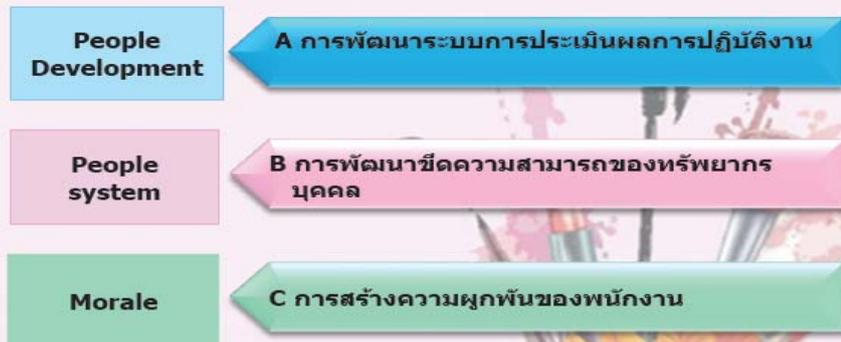 People
Development
A การพัฒนาระบบการประเมินผลการปฏิบัติงาน
People
system
B การพัฒนาขีดความสามารถของทรัพยากร
บุคคล
Morale
C การสร้างความผูกพันของพนักงาน